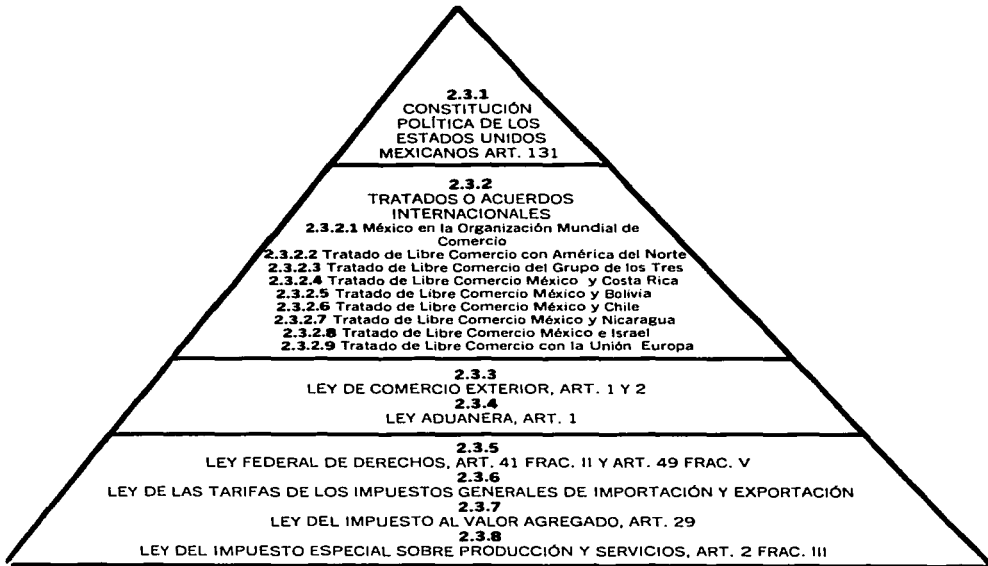 2.3.1
CONSTITUCIÓN
POLÍTICA DE LOS
ESTADOS UNIDOS
MEXICANOS ART. 131
2.3.2
TRATADOS O ACUERDOS
INTERNACIONALES
2.3.2.1 México en la Organización Mundial de
Comercio
2.3.2.2 Tratado de Libre Comercio con América del Norte
2.3.2.3 Tratado de Libre Comercio del Grupo de los Tres
2.3.2.4 Tratado de Libre Comercio México y Costa Rica
2.3.2.5 Tratado de Libre Comercio México y Bolivia
2.3.2.6 Tratado de Libre Comercio México y Chile
2.3.2.7 Tratado de Libre Comercio México y Nicaragua
2.3.2.8 Tratado de Libre Comercio México e Israel
2.3.2.9 Tratado de Libre Comercio con la Unión Europa
2.3.3
LEY DE COMERCIO EXTERIOR, ART. 1 Y 2
2.3.4
LEY ADUANERA, ART. 1
2.3.5
LEY FEDERAL DE DERECHOS, ART. 41 FRAC. II Y ART. 49 FRAC. V
2.3.6
LEY DE LAS TARIFAS DE LOS IMPUESTOS GENERALES DE IMPORTACIÓN Y EXPORTACIÓN
2.3.7
LEY DEL IMPUESTO AL VALOR AGREGADO, ART. 29
2.3.8
LEY DEL IMPUESTO ESPECIAL SOBRE PRODUCCIÓN Y SERVICIOS, ART. 2 FRAC. III